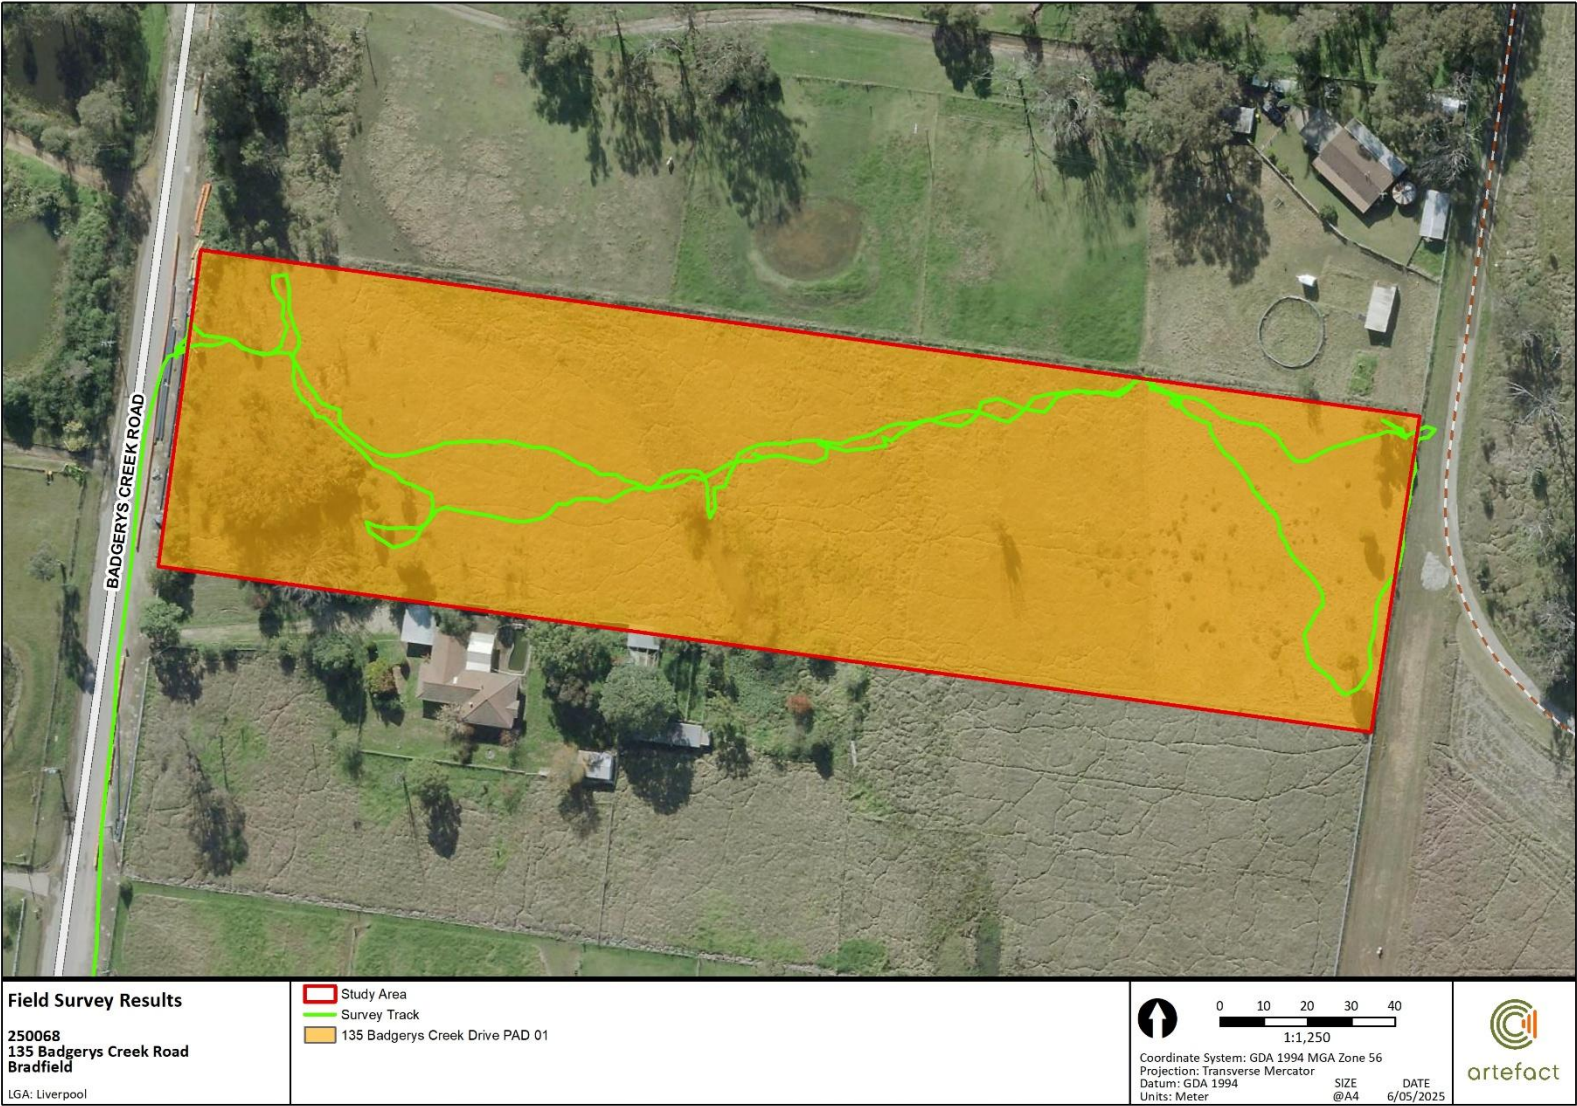 BADGERYS CREEK ROAD
Field Survey Results
250068
135 Badgerys Creek Road
Bradfield
LGA: Liverpool
Study Area
Survey Track
135 Badgerys Creek Drive PAD 01
0 10 20 30 40
1:1,250
Coordinate System: GDA 1994 MGA Zone 56
Projection: Transverse Mercator
Datum: GDA 1994
Units: Meter
SIZE
@A4
DATE
6/05/2025
artefact